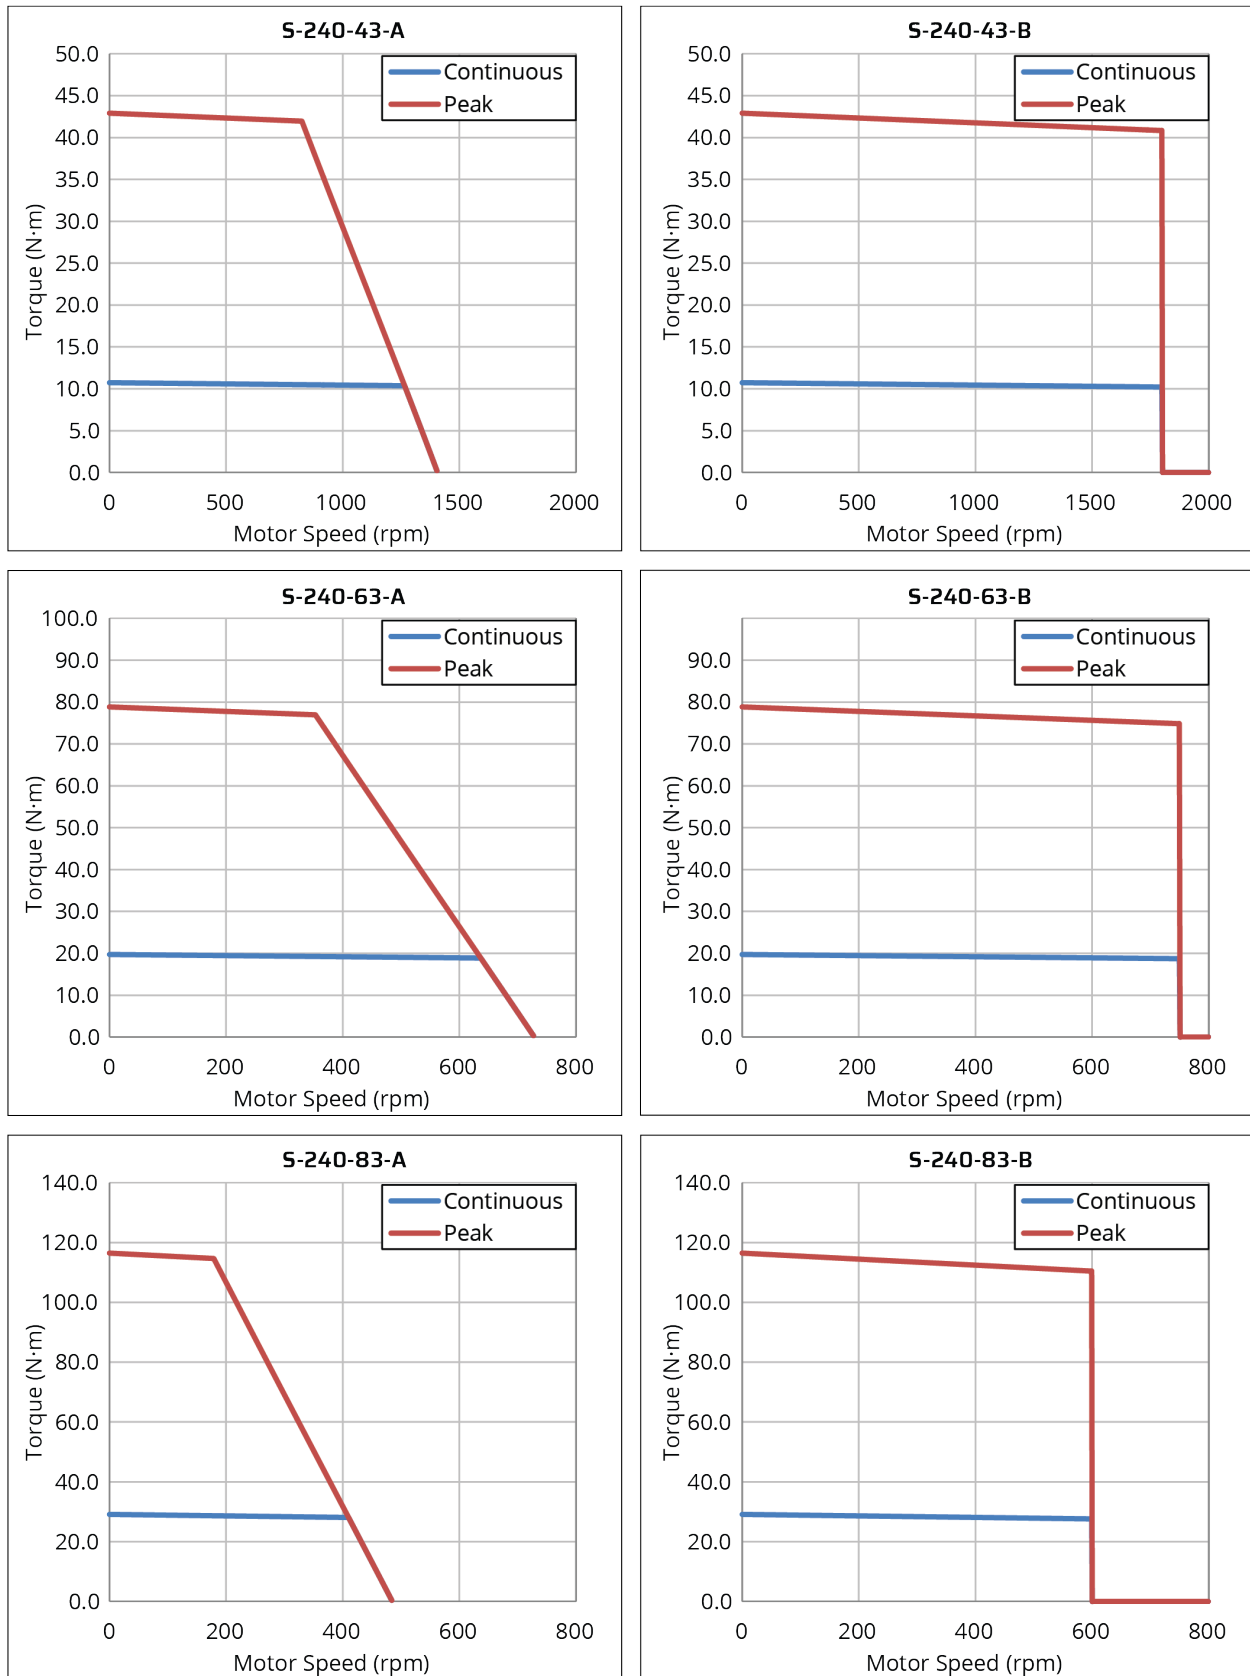 S-240-43-A
Continuous
Peak
50.0
45.0
40.0
35.0
30.0
25.0
20.0
15.0
10.0
5.0
0.0
Torque (N·m)
0 500 1000 1500 2000
Motor Speed (rpm)
S-240-43-B
Continuous
Peak
50.0
45.0
40.0
35.0
30.0
25.0
20.0
15.0
10.0
5.0
0.0
Torque (N·m)
0 500 1000 1500 2000
Motor Speed (rpm)
S-240-63-A
Continuous
Peak
100.0
90.0
80.0
70.0
60.0
50.0
40.0
30.0
20.0
10.0
0.0
Torque (N·m)
0 200 400 600 800
Motor Speed (rpm)
S-240-63-B
Continuous
Peak
90.0
80.0
70.0
60.0
50.0
40.0
30.0
20.0
10.0
0.0
Torque (N·m)
0 200 400 600 800
Motor Speed (rpm)
S-240-83-A
Continuous
Peak
140.0
120.0
100.0
80.0
60.0
40.0
20.0
0.0
Torque (N·m)
0 200 400 600 800
Motor Speed (rpm)
S-240-83-B
Continuous
Peak
140.0
120.0
100.0
80.0
60.0
40.0
20.0
0.0
Torque (N·m)
0 200 400 600 800
Motor Speed (rpm)